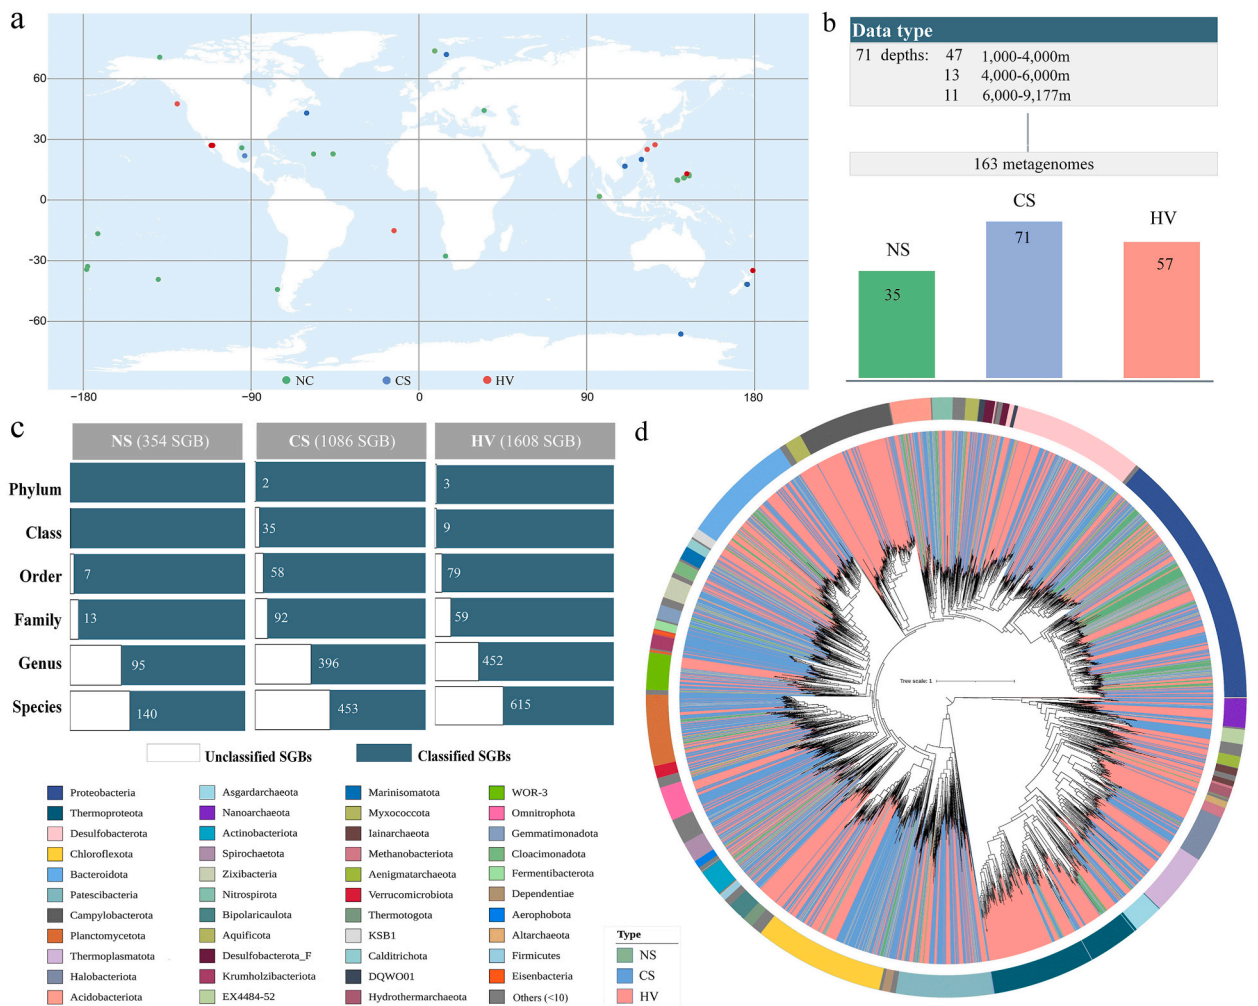 a
60
30
0
−30
−60
−180
−90
0
90
180
NC
CS
HV
b
Data type
71 depths: 47 1,000-4,000m
13 4,000-6,000m
11 6,000-9,177m
163 metagenomes
NS
CS
HV
35
71
57
c
NS (354 SGB)
CS (1086 SGB)
HV (1608 SGB)
Phylum 2 3
Class 35 9
Order 7 58 79
Family 13 92 59
Genus 95 396 452
Species 140 453 615
Unclassified SGBs
Classified SGBs
d
Tree scale: 1
Proteobacteria
Thermoproteota
Desulfobacterota
Chloroflexota
Bacteroidota
Patescibacteria
Campylobacterota
Planctomycetota
Thermoplasmatota
Halobacteriota
Acidobacteriota
Asgardarchaeota
Nanoarchaeota
Actinobacteriota
Spirochaetota
Zixibacteria
Nitrospirota
Bipolaricaulota
Aquificota
Desulfobacterota_F
Krumholzibacteriota
EX4484-52
Marinisomatota
Myxococcota
Iainarchaeota
Methanobacteriota
Aenigmatarchaeota
Verrucomicrobiota
Thermotogota
KSB1
Calditrichota
DQWO01
Hydrothermarchaeota
WOR-3
Omnitrophota
Gemmatimonadota
Cloacimonadota
Fermentibacterota
Dependentiae
Aerophobota
Altarchaeota
Firmicutes
Eisenbacteria
Others (<10)
Type
NS
CS
HV